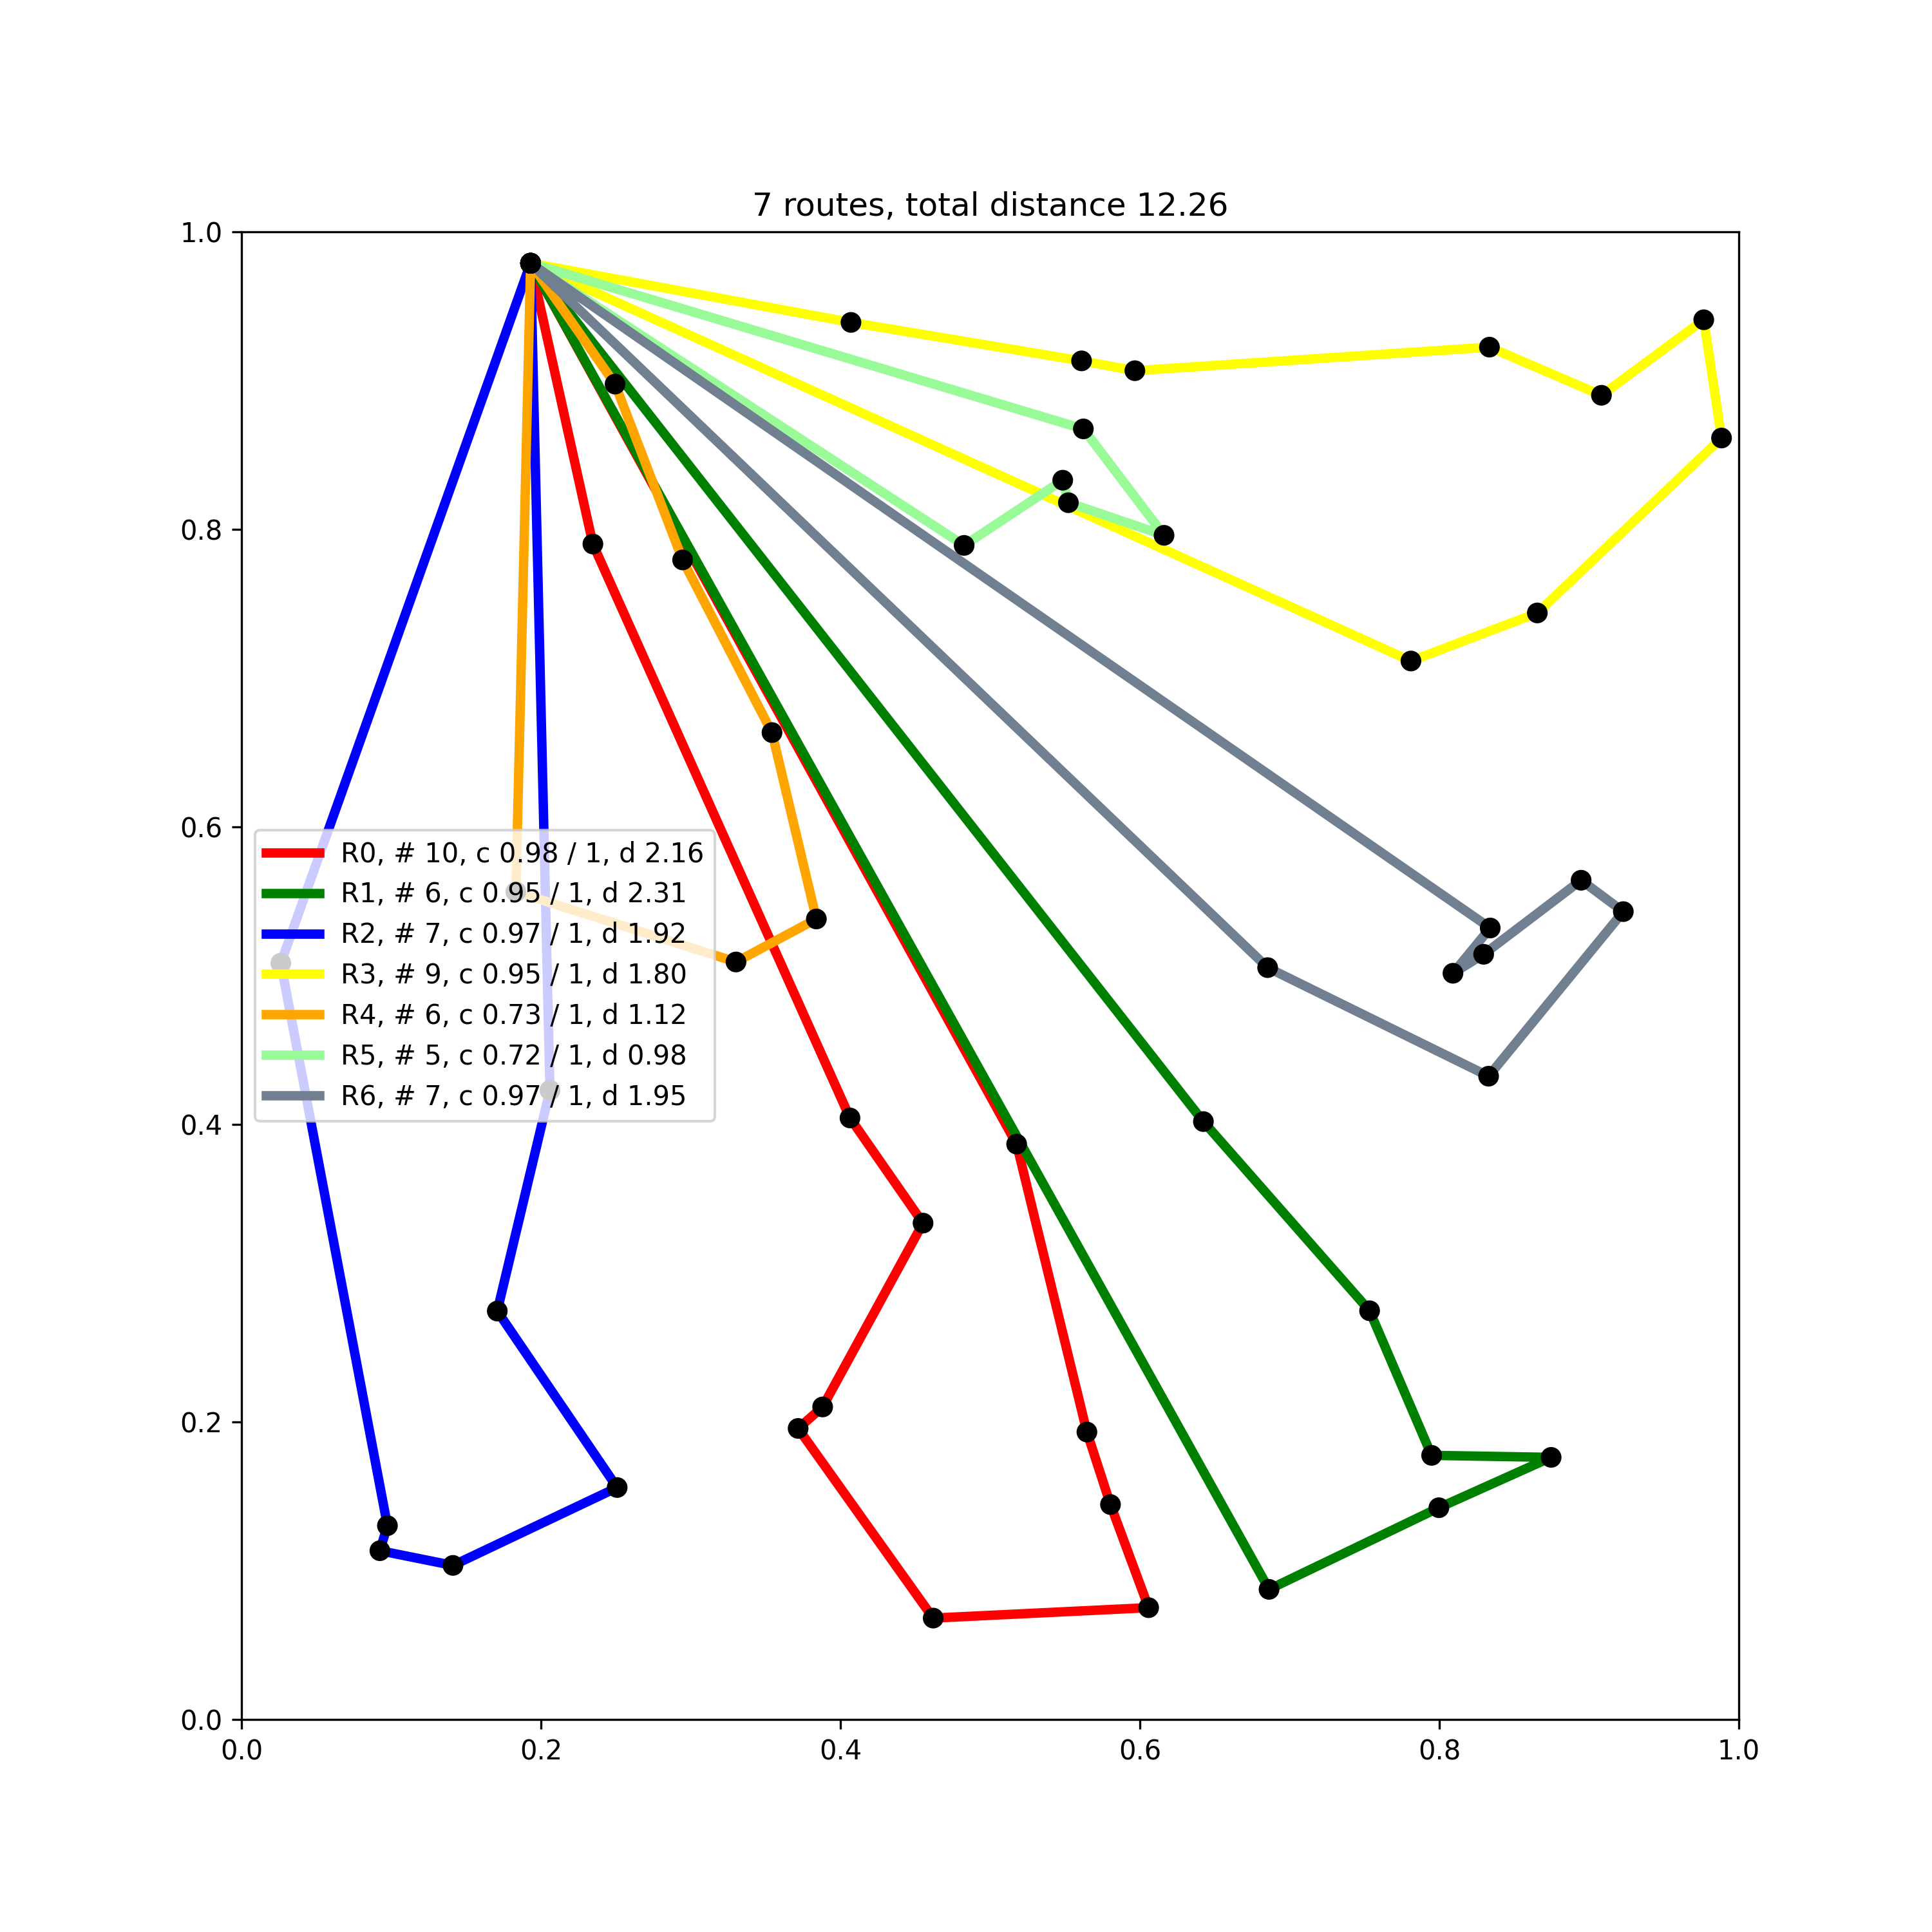 7 routes, total distance 12.26
1.0
0.8
0.6
0.4
0.2
0.0
R0, # 10, c 0.98 / 1, d 2.16
R1, # 6, c 0.95 / 1, d 2.31
R2, # 7, c 0.97 / 1, d 1.92
R3, # 9, c 0.95 / 1, d 1.80
R4, # 6, c 0.73 / 1, d 1.12
R5, # 5, c 0.72 / 1, d 0.98
R6, # 7, c 0.97 / 1, d 1.95
0.0 0.2 0.4 0.6 0.8 1.0